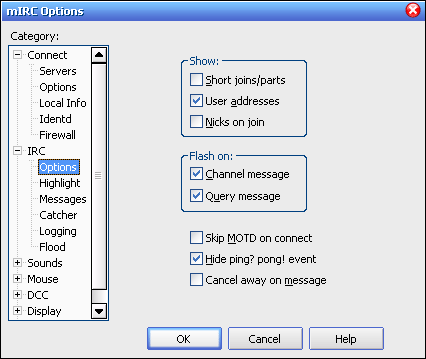 mIRC Options
Category:
Connect
Servers
Options
Local Info
Identd
Firewall
IRC
Options
Highlight
Messages
Catcher
Logging
Flood
Sounds
Mouse
DCC
Display
Show:
Short joins/parts
User addresses
Nicks on join
Flash on:
Channel message
Query message
Skip MOTD on connect
Hide ping? pong! event
Cancel away on message
OK
Cancel
Help